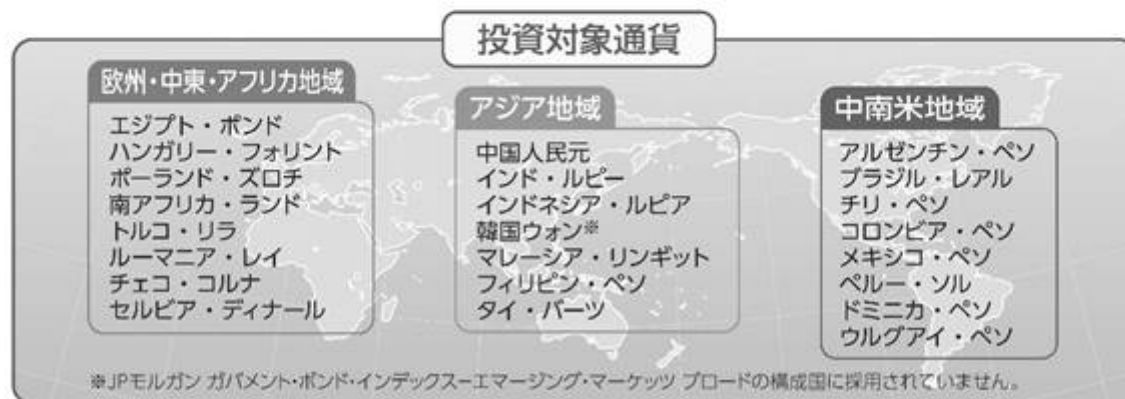 投資対象通貨
欧州・中東・アフリカ地域
エジプト・ポンド
ハンガリー・フォリント
ポーランド・ズロチ
南アフリカ・ランド
トルコ・リラ
ルーマニア・レイ
チェコ・コルナ
セルビア・ディナール
アジア地域
中国人民元
インド・ルピー
インドネシア・ルピア
韓国ウォン※
マレーシア・リンギット
フィリピン・ペソ
タイ・バーツ
中南米地域
アルゼンチン・ペソ
ブラジル・レアル
チリ・ペソ
コロンビア・ペソ
メキシコ・ペソ
ペルー・ソル
ドミニカ・ペソ
ウルグアイ・ペソ
※JPモルガン ガバメント・ボンド・インデックス−エマージング・マーケッツ ブロードの構成国に採用されていません。